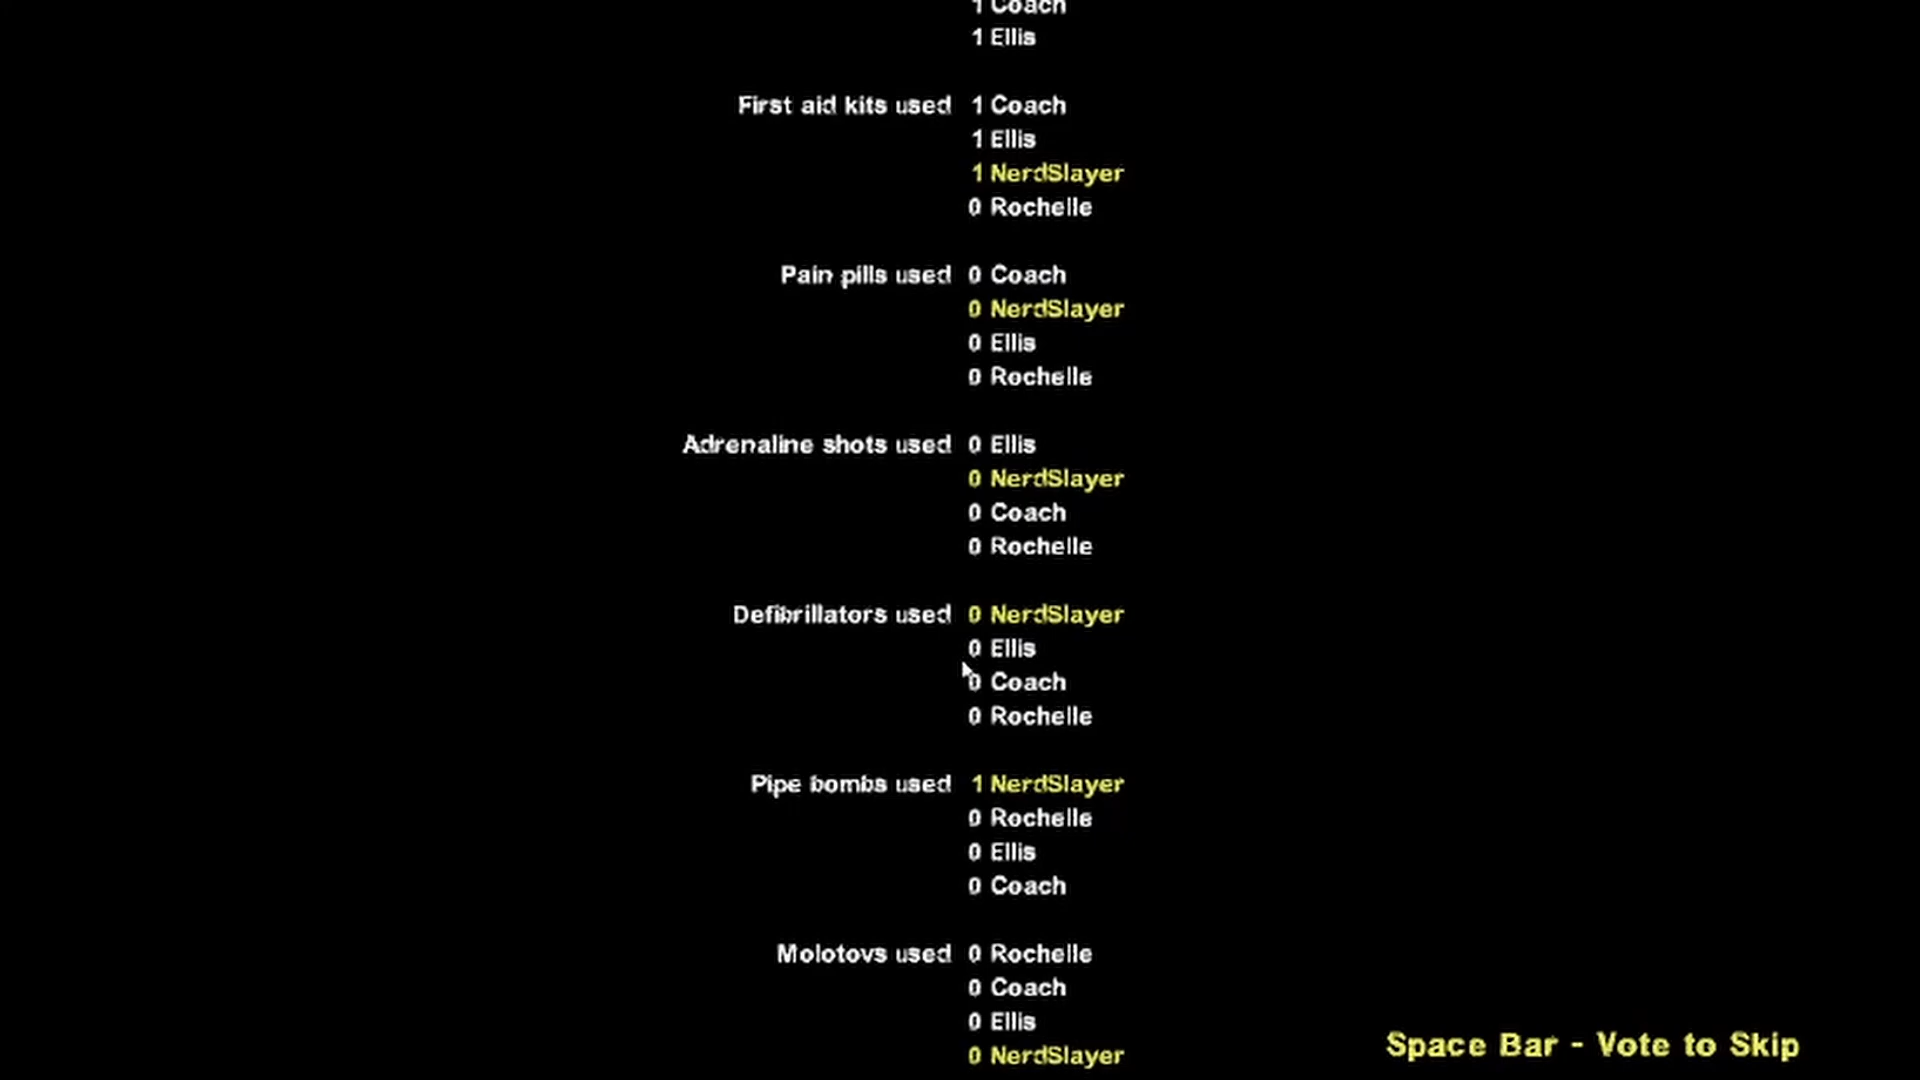 1 Coach
1 Ellis
First aid kits used 1 Coach
1 Ellis
1 NerdSlayer
0 Rochelle
Pain pills used 0 Coach
0 NerdSlayer
0 Ellis
0 Rochelle
Adrenaline shots used 0 Ellis
0 NerdSlayer
0 Coach
0 Rochelle
Defibrillators used 0 NerdSlayer
0 Ellis
0 Coach
0 Rochelle
Pipe bombs used 1 NerdSlayer
0 Rochelle
0 Ellis
0 Coach
Molotovs used 0 Rochelle
0 Coach
0 Ellis
0 NerdSlayer
Space Bar - Vote to Skip